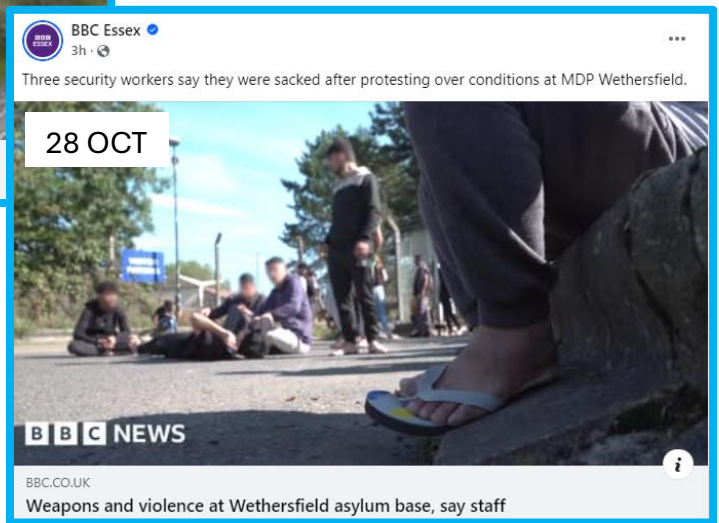 BBC Essex
3h
Three security workers say they were sacked after protesting over conditions at MDP Wethersfield.
28 OCT
BBC NEWS
BBC.CO.UK
Weapons and violence at Wethersfield asylum base, say staff